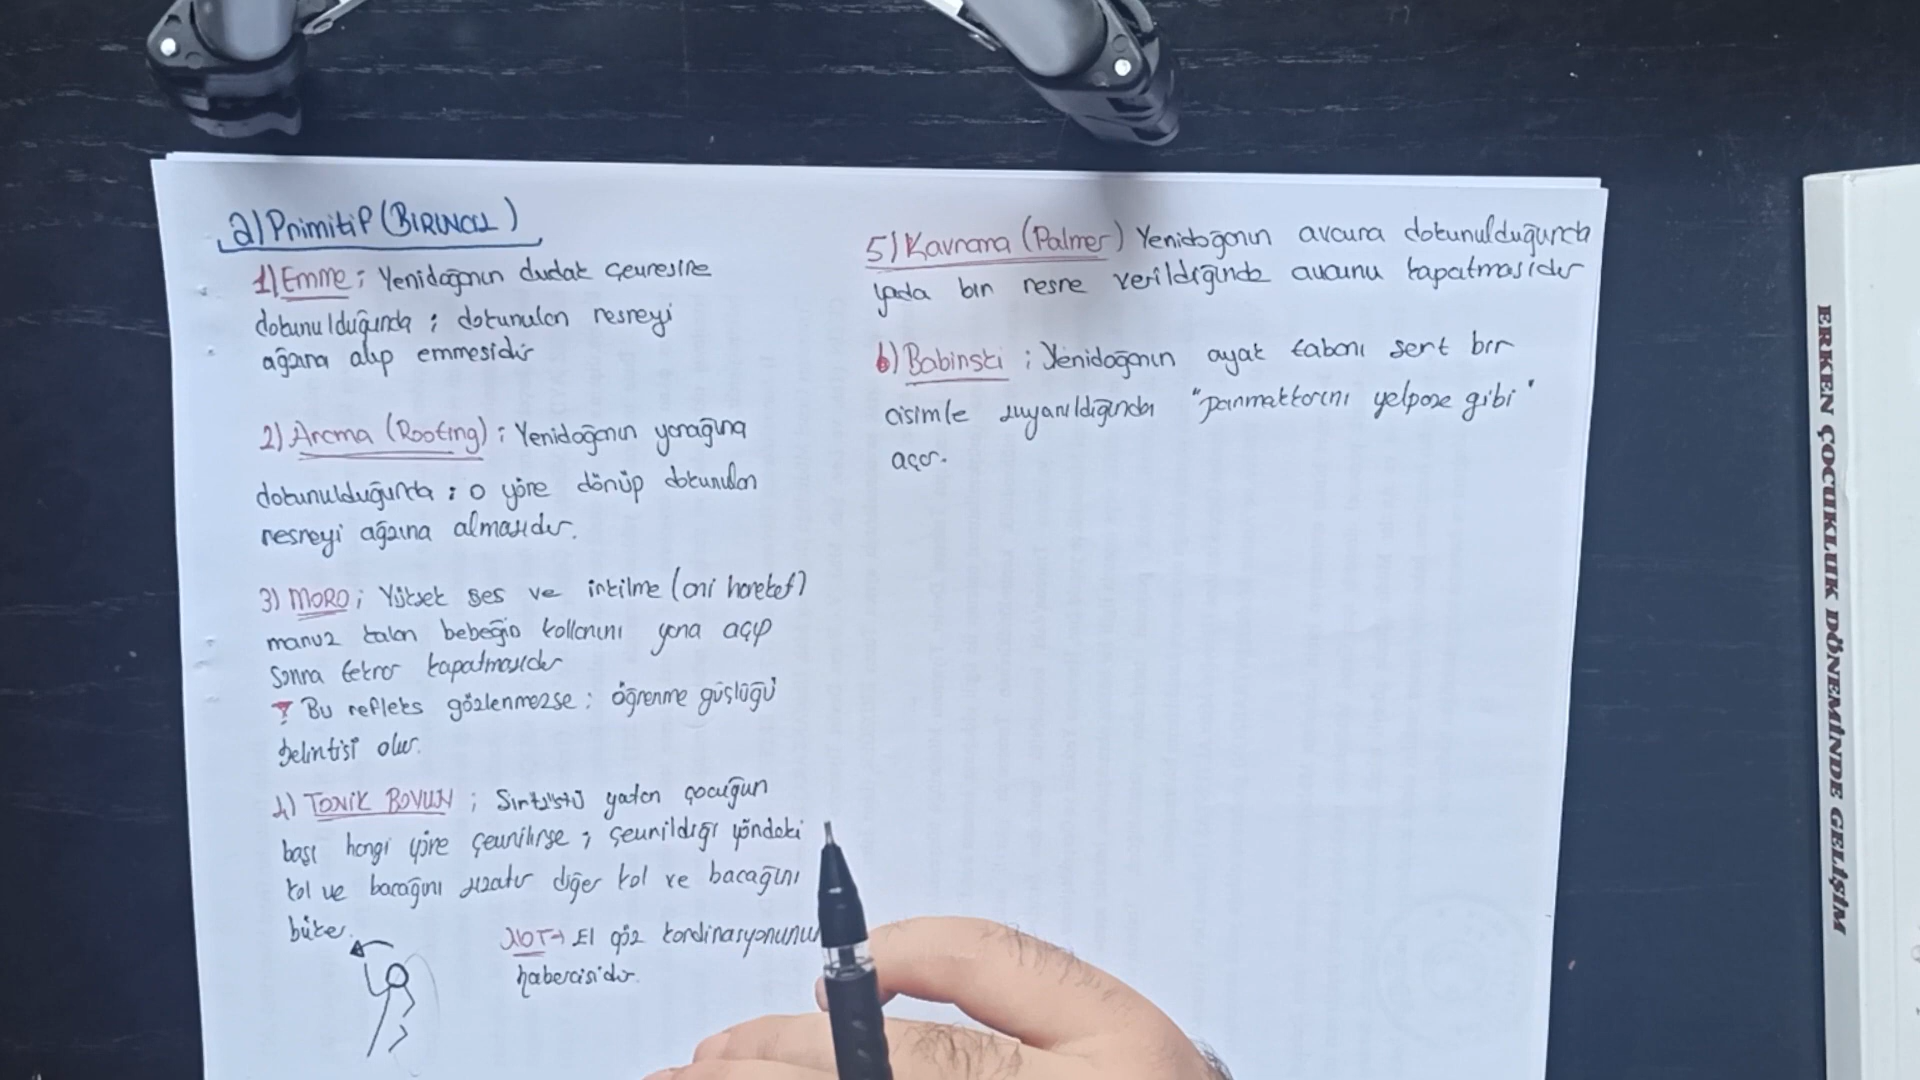 a) Primitif (BIRINCIL)
1) Emme; Yenidoğanın dudak çevresine
dokunulduğunda; dokunulan nesneyi
ağzına alıp emmesidir
2) Arama (Rooting); Yenidoğanın yanağına
dokunulduğunda; o yöne dönüp dokunulan
nesneyi ağzına almasıdır.
3) MORO; Yüksek ses ve irkilme (ani hareket)
maruz kalan bebeğin kollarını yana açıp
sonra tekrar kapatmasıdır
Bu refleks gözlenmezse; öğrenme güçlüğü
belirtisi olur.
4) TONİK BOYUN; Sırtüstü yatan çocuğun
başı hangi yöne çevrilirse; çevrildiği yöndeki
kol ve bacağını uzatır diğer kol ve bacağını
büker.
NOT→ El göz kordinasyonunun
habercisidir.
5) Kavrama (Palmer) Yenidoğanın avcuna dokunulduğunda
yada bir nesne verildiğinde avucunu kapatmasıdır
6) Babinski; Yenidoğanın ayak tabanı sert bir
cisimle uyarıldığında "parmaklarını yelpaze gibi"
açar.
ERKEN ÇOCUKLUK DÖNEMİNDE GELİŞİM